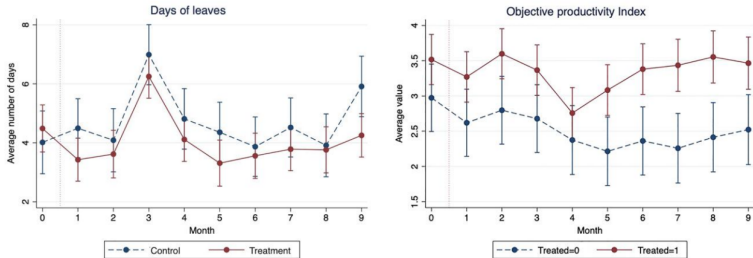 Days of leaves
8
6
4
2
Average number of days
0 1 2 3 4 5 6 7 8 9
Month
Control Treatment
Objective productivity Index
4
3.5
3
2.5
2
1.5
Average value
0 1 2 3 4 5 6 7 8 9
Month
Treated=0 Treated=1